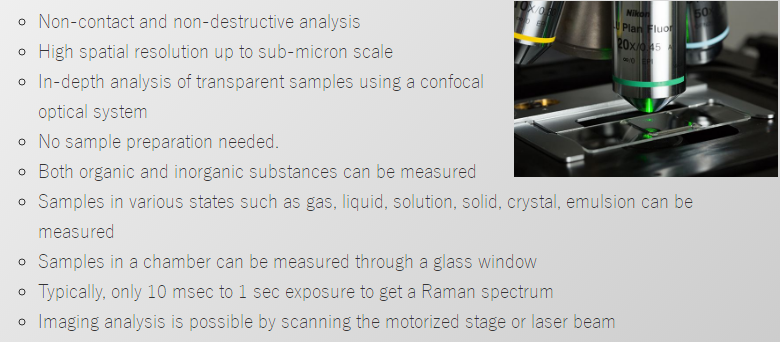 Non-contact and non-destructive analysis
High spatial resolution up to sub-micron scale
In-depth analysis of transparent samples using a confocal
optical system
No sample preparation needed.
Both organic and inorganic substances can be measured
Samples in various states such as gas, liquid, solution, solid, crystal, emulsion can be
measured
Samples in a chamber can be measured through a glass window
Typically, only 10 msec to 1 sec exposure to get a Raman spectrum
Imaging analysis is possible by scanning the motorized stage or laser beam
Nikon
Plan Fluor
20x/0.45
50x